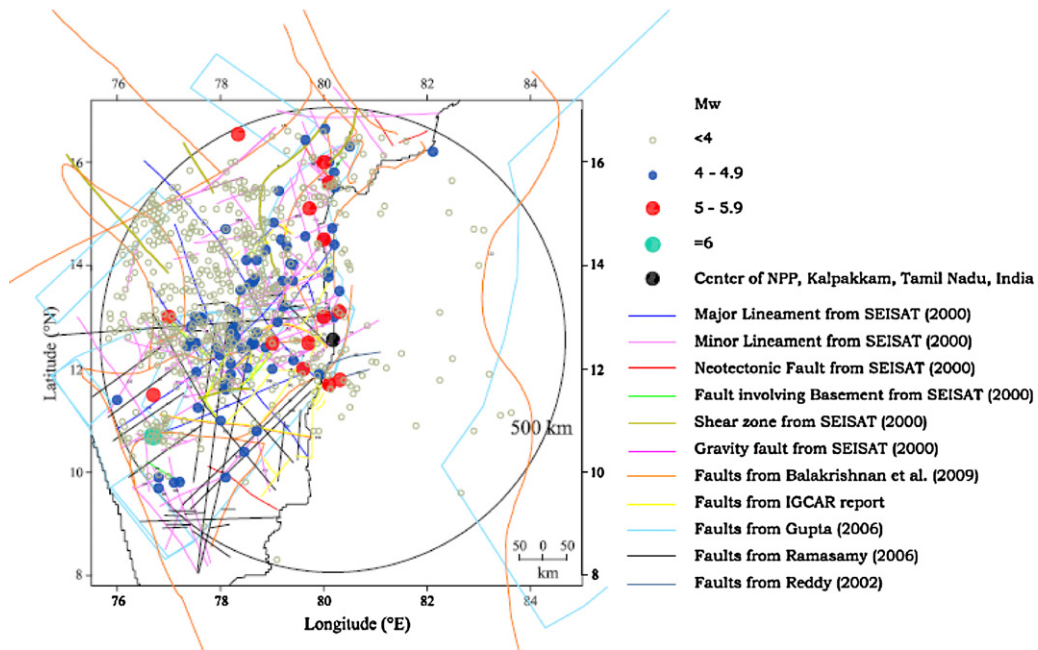 76 78 80 82 84
76 78 80 82 84
16
14
12
10
8
16
14
12
10
8
Latitude (°N)
Longitude (°E)
500 km
50 0 50
km
Mw
<4
4 - 4.9
5 - 5.9
=6
Center of NPP, Kalpakkam, Tamil Nadu, India
Major Lineament from SEISAT (2000)
Minor Lineament from SEISAT (2000)
Neotectonic Fault from SEISAT (2000)
Fault involving Basement from SEISAT (2000)
Shear zone from SEISAT (2000)
Gravity fault from SEISAT (2000)
Faults from Balakrishnan et al. (2009)
Faults from IGCAR report
Faults from Gupta (2006)
Faults from Ramasamy (2006)
Faults from Reddy (2002)